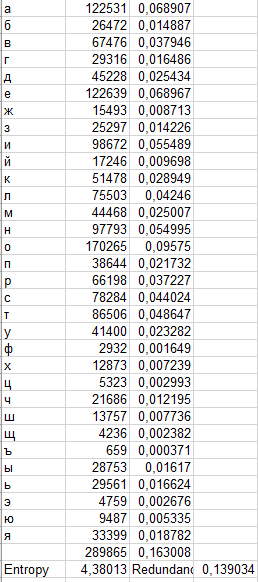 а 122531 0,068907
б 26472 0,014887
в 67476 0,037946
г 29316 0,016486
д 45228 0,025434
е 122639 0,068967
ж 15493 0,008713
з 25297 0,014226
и 98672 0,055489
й 17246 0,009698
к 51478 0,028949
л 75503 0,04246
м 44468 0,025007
н 97793 0,054995
о 170265 0,09575
п 38644 0,021732
р 66198 0,037227
с 78284 0,044024
т 86506 0,048647
у 41400 0,023282
ф 2932 0,001649
х 12873 0,007239
ц 5323 0,002993
ч 21686 0,012195
ш 13757 0,007736
щ 4236 0,002382
ъ 659 0,000371
ы 28753 0,01617
ь 29561 0,016624
э 4759 0,002676
ю 9487 0,005335
я 33399 0,018782
289865 0,163008
Entropy 4,38013 Redundanc 0,139034